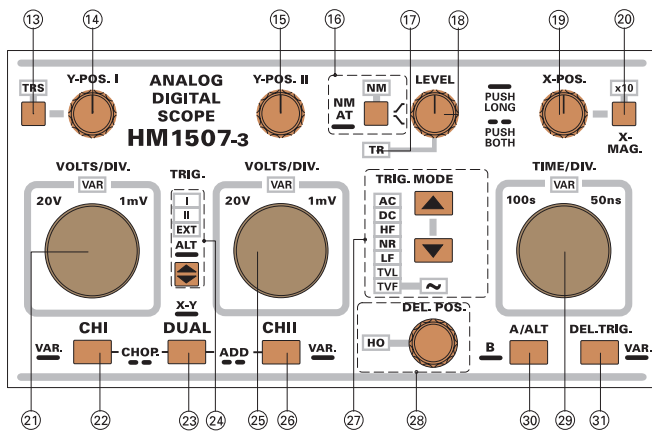 13 14 15 16 17 18 19 20
TRS Y-POS. I ANALOG Y-POS. II NM LEVEL X-POS. x10
DIGITAL NM PUSH
SCOPE AT LONG
HM1507-3 PUSH X-
TR BOTH MAG.
VOLTS/DIV. TRIG. VOLTS/DIV. TRIG. MODE TIME/DIV.
VAR VAR VAR
20V 1mV I 20V 1mV AC 100s 50ns
II DC
EXT HF
ALT NR
LF
TVL
TVF ~
X-Y DEL. POS.
CHI DUAL CHII HO A/ALT DEL.TRIG.
VAR. CHOP. ADD VAR. B VAR.
21 22 23 24 25 26 27 28 30 29 31